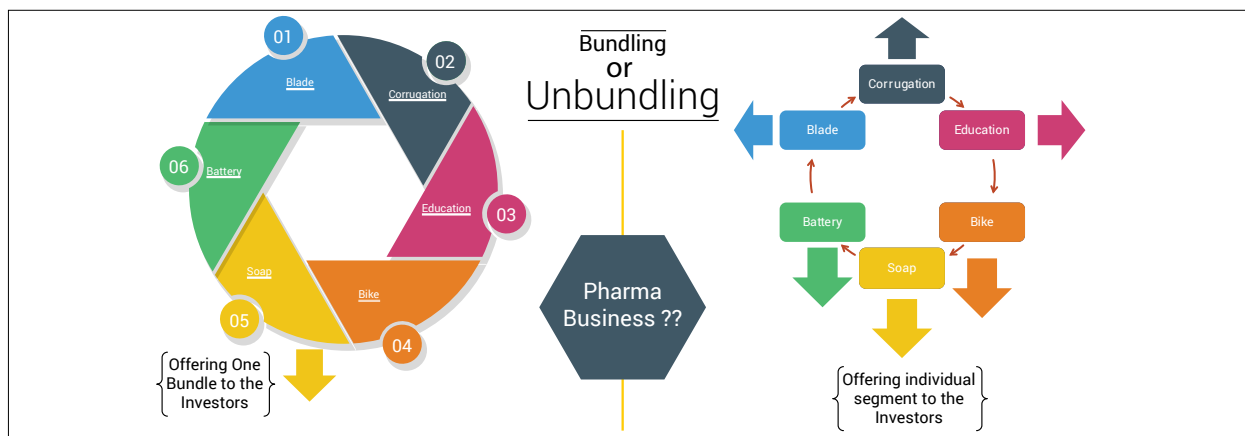 01
Blade
02
Corrugation
03
Education
04
Bike
05
Soap
06
Battery
{Offering One
Bundle to the
Investors}
Bundling
or
Unbundling
Pharma
Business ??
Corrugation
Education
Bike
Soap
Battery
Blade
{Offering individual
segment to the
Investors}